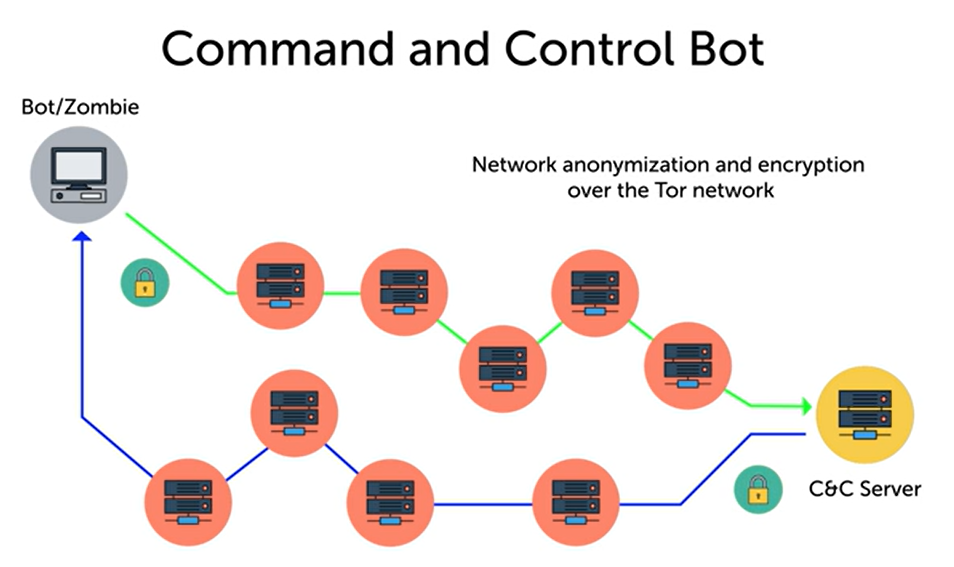 Command and Control Bot
Bot/Zombie
Network anonymization and encryption
over the Tor network
C&C Server